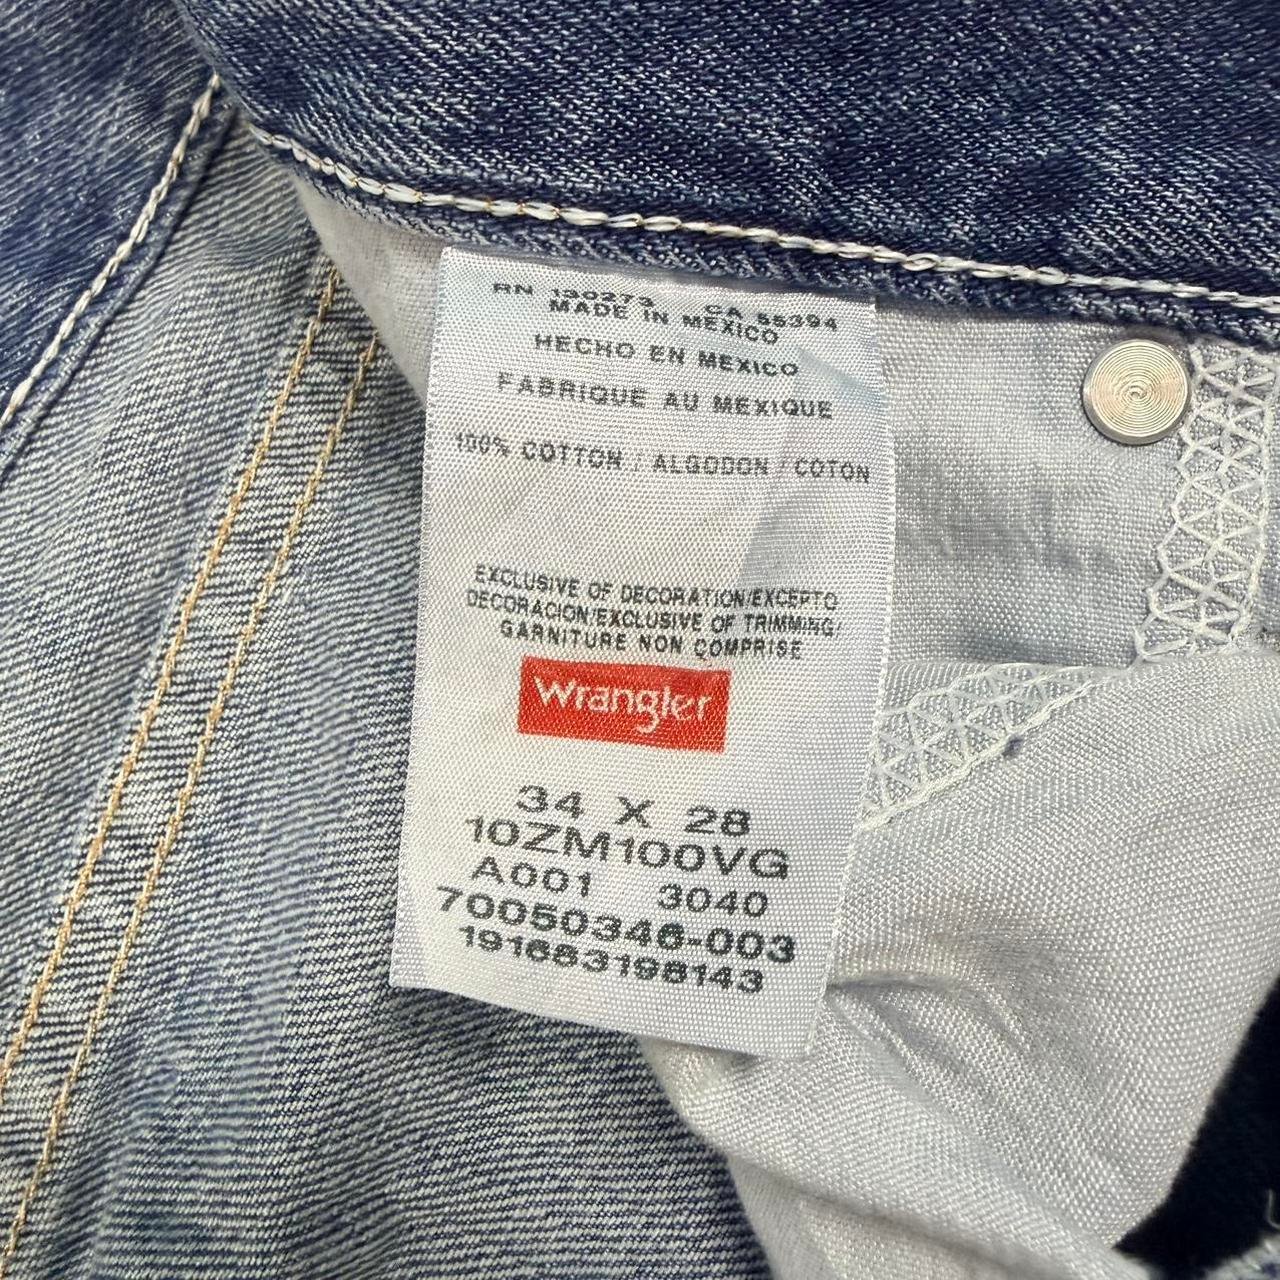 RN 130273 CA 55394
MADE IN MEXICO
HECHO EN MEXICO
FABRIQUE AU MEXIQUE
100% COTTON / ALGODON / COTON
EXCLUSIVE OF DECORATION/EXCEPTO
DECORACION/EXCLUSIVE OF TRIMMING/
GARNITURE NON COMPRISE
Wrangler
34 X 28
10ZM100VG
A001 3040
70050346-003
191683198143